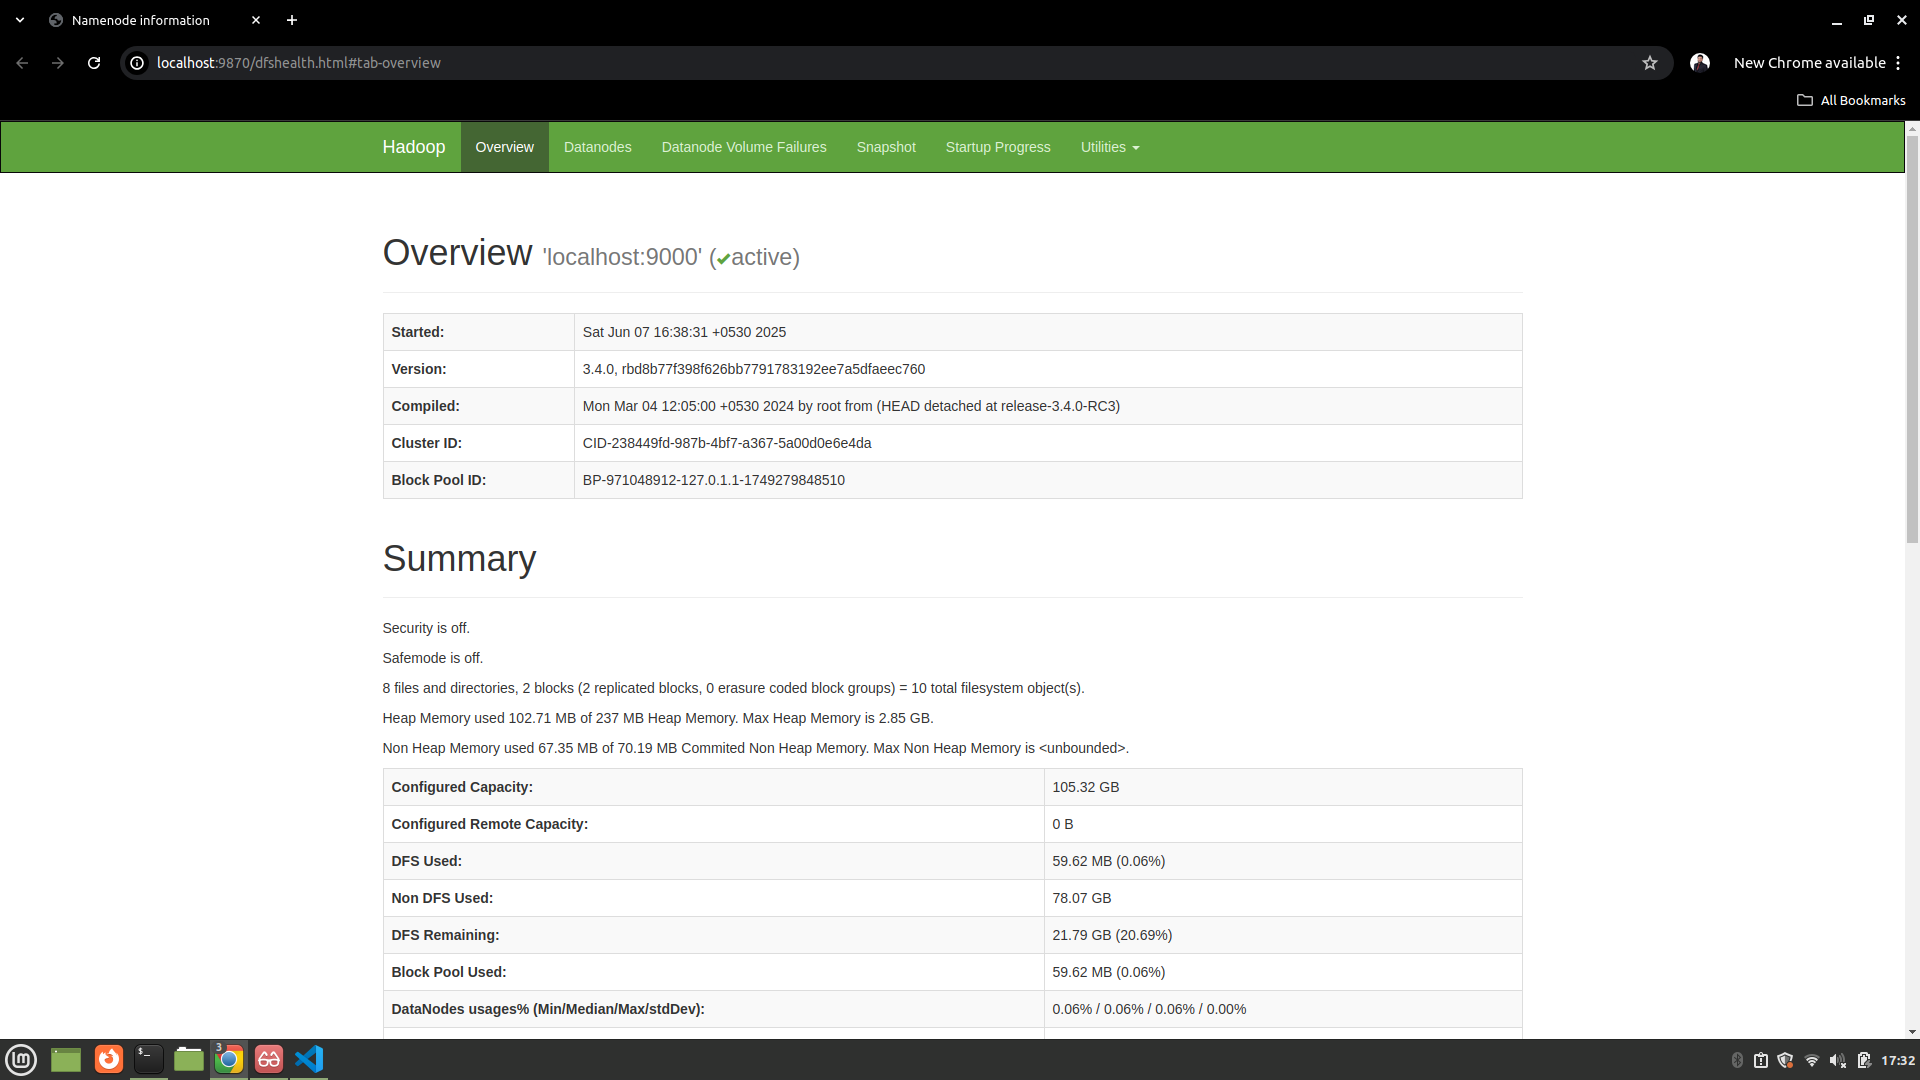 Namenode information
localhost:9870/dfshealth.html#tab-overview
New Chrome available
All Bookmarks
Hadoop Overview Datanodes Datanode Volume Failures Snapshot Startup Progress Utilities
Overview 'localhost:9000' (✔active)
Started: Sat Jun 07 16:38:31 +0530 2025
Version: 3.4.0, rbd8b77f398f626bb7791783192ee7a5dfaeec760
Compiled: Mon Mar 04 12:05:00 +0530 2024 by root from (HEAD detached at release-3.4.0-RC3)
Cluster ID: CID-238449fd-987b-4bf7-a367-5a00d0e6e4da
Block Pool ID: BP-971048912-127.0.1.1-1749279848510
Summary
Security is off.
Safemode is off.
8 files and directories, 2 blocks (2 replicated blocks, 0 erasure coded block groups) = 10 total filesystem object(s).
Heap Memory used 102.71 MB of 237 MB Heap Memory. Max Heap Memory is 2.85 GB.
Non Heap Memory used 67.35 MB of 70.19 MB Commited Non Heap Memory. Max Non Heap Memory is <unbounded>.
Configured Capacity: 105.32 GB
Configured Remote Capacity: 0 B
DFS Used: 59.62 MB (0.06%)
Non DFS Used: 78.07 GB
DFS Remaining: 21.79 GB (20.69%)
Block Pool Used: 59.62 MB (0.06%)
DataNodes usages% (Min/Median/Max/stdDev): 0.06% / 0.06% / 0.06% / 0.00%
3
17:32